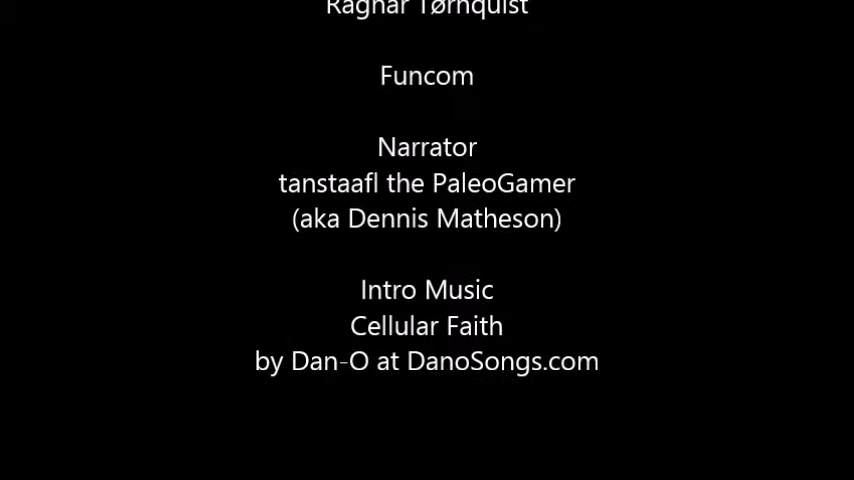 Ragnar Tørnquist
Funcom
Narrator
tanstaafl the PaleoGamer
(aka Dennis Matheson)
Intro Music
Cellular Faith
by Dan-O at DanoSongs.com